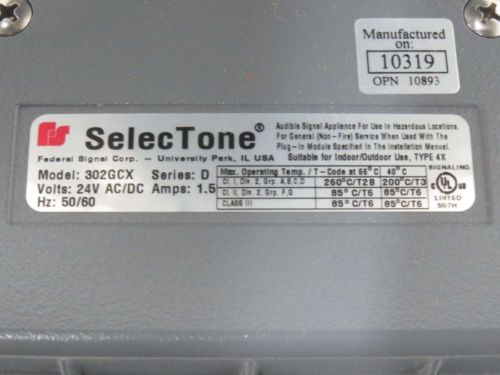 Manufactured
on:
10319
OPN 10893
SelecTone®
Federal Signal Corp. – University Park, IL USA
Model: 302GCX Series: D
Volts: 24V AC/DC Amps: 1.5
Hz: 50/60
Audible Signal Appliance For Use In Hazardous Locations.
For General (Non-Fire) Service When Used With The
Plug-In Module Specified In The Installation Manual.
Suitable for Indoor/Outdoor Use, TYPE 4X
Max. Operating Temp. / T-Code at 66°C 40°C
Cl. I, Div. 2, Grp. A,B,C,D 260°C/T2B 200°C/T3
Cl. II, Div. 2, Grp. F,G 85°C/T6 85°C/T6
CLASS III 85°C/T6 85°C/T6
SIGNALING
c UL US
LISTED
507H